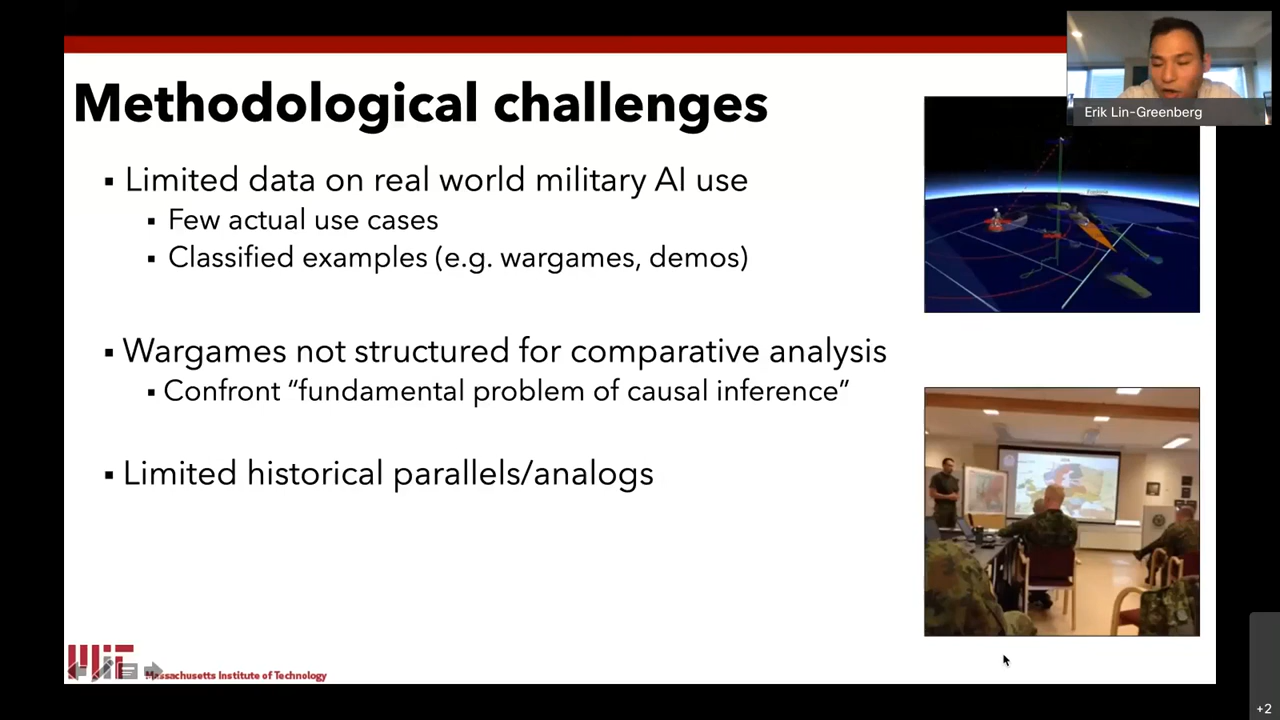 Erik Lin-Greenberg
Methodological challenges
▪ Limited data on real world military AI use
▪ Few actual use cases
▪ Classified examples (e.g. wargames, demos)
▪ Wargames not structured for comparative analysis
▪ Confront “fundamental problem of causal inference”
▪ Limited historical parallels/analogs
MIT
Massachusetts Institute of Technology
+2